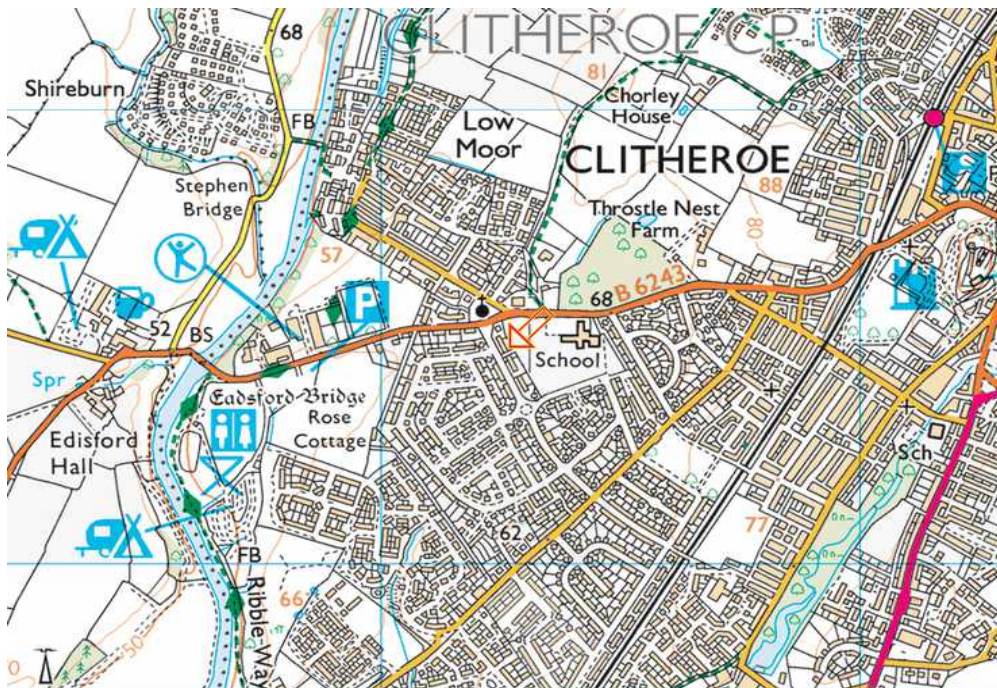 CLITHEROE CP
68
81
Shireburn
Chorley
House
FB
Low
Moor
CLITHEROE
P
Stephen
Bridge
88
Throstle Nest
Farm
80
57
B 6243
68
P
52
BS
School
Spr
Eadsford Bridge
Rose
Cottage
Edisford
Hall
Sch
77
62
FB
66
Ribble Way
50
0